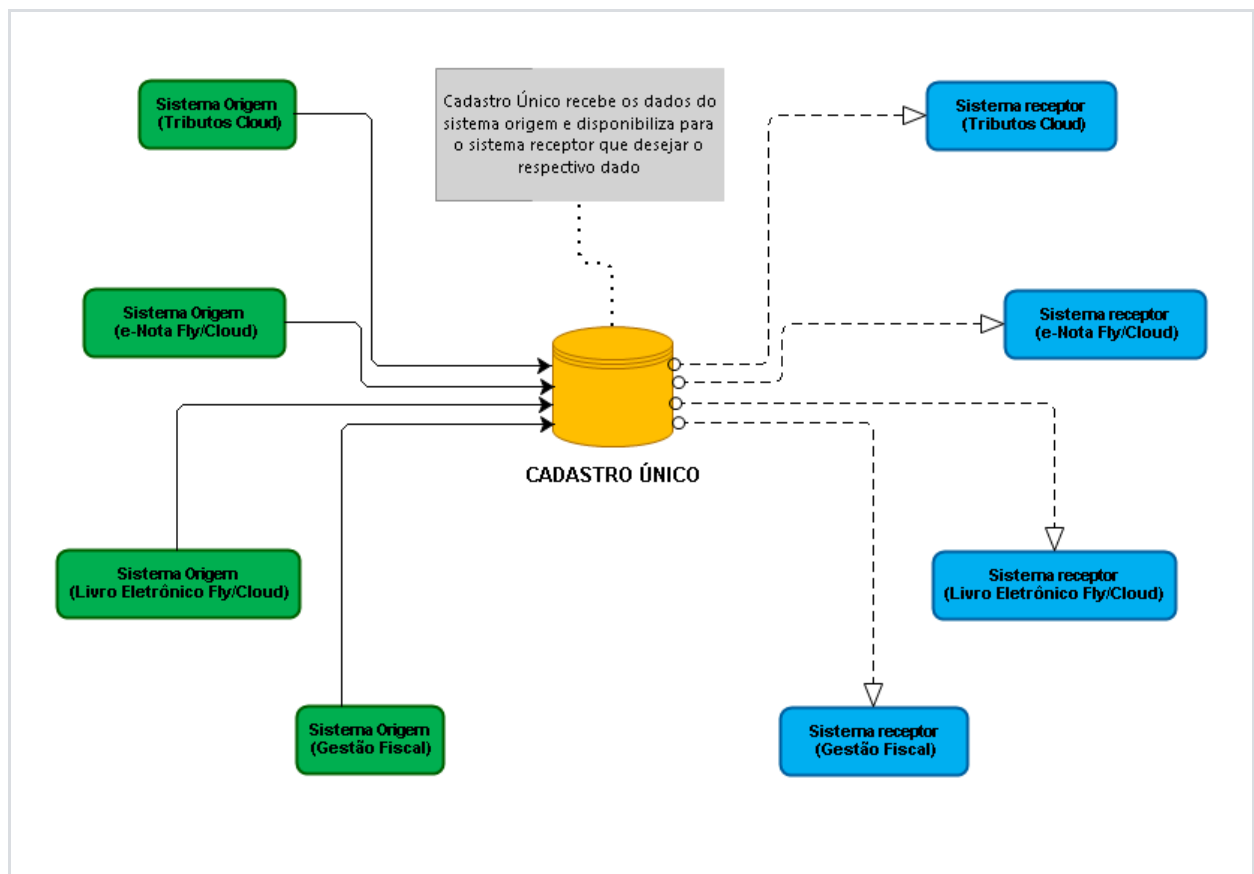 Sistema Origem
(Tributos Cloud)
Cadastro Único recebe os dados do
sistema origem e disponibiliza para
o sistema receptor que desejar o
respectivo dado
Sistema receptor
(Tributos Cloud)
Sistema Origem
(e-Nota Fly/Cloud)
Sistema receptor
(e-Nota Fly/Cloud)
CADASTRO ÚNICO
Sistema Origem
(Livro Eletrônico Fly/Cloud)
Sistema receptor
(Livro Eletrônico Fly/Cloud)
Sistema Origem
(Gestão Fiscal)
Sistema receptor
(Gestão Fiscal)